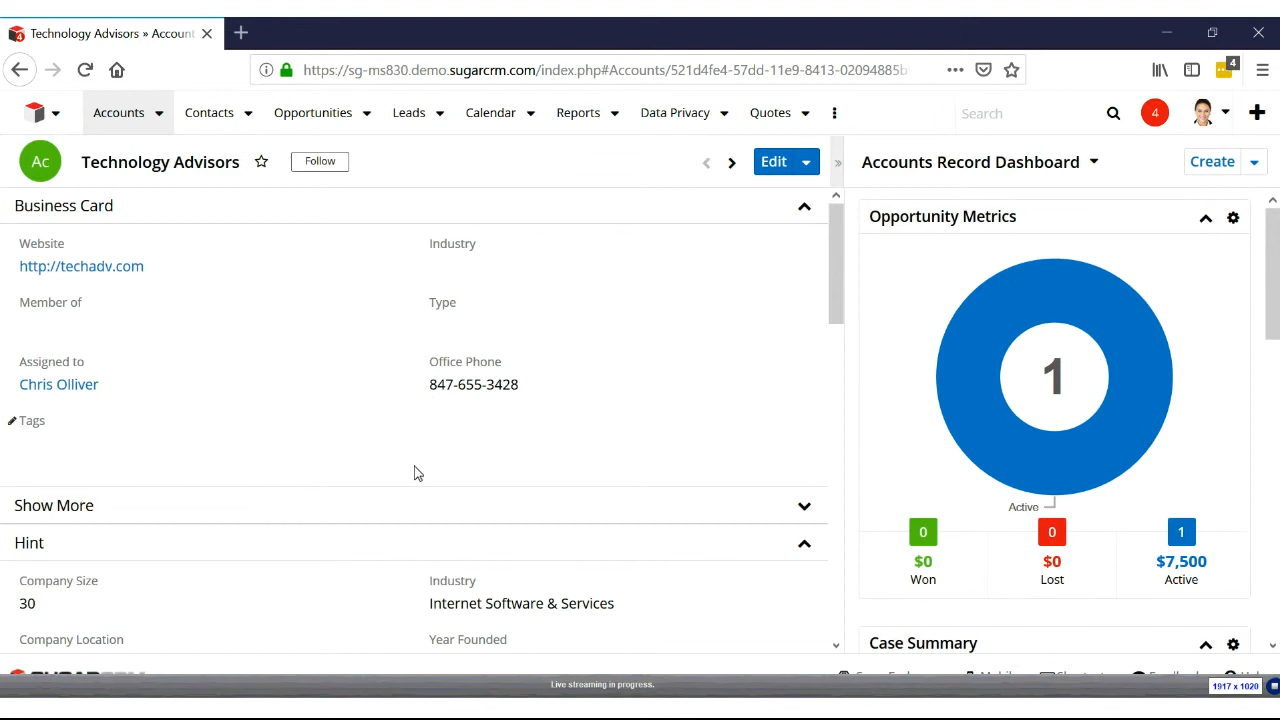 4 Technology Advisors » Account
https://sg-ms830.demo.sugarcrm.com/index.php#Accounts/521d4fe4-57dd-11e9-8413-02094885b
4
Accounts Contacts Opportunities Leads Calendar Reports Data Privacy Quotes Search 4
Ac Technology Advisors Follow Edit » Accounts Record Dashboard Create
Business Card
Website
http://techadv.com
Industry
Member of
Type
Assigned to
Chris Olliver
Office Phone
847-655-3428
Tags
Show More
Hint
Company Size
30
Industry
Internet Software & Services
Company Location
Year Founded
Opportunity Metrics
1
Active
0 0 1
$0 $0 $7,500
Won Lost Active
Case Summary
Live streaming in progress.
1917 x 1020